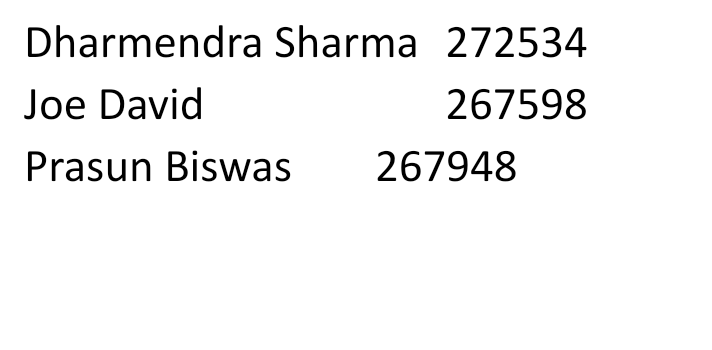 Dharmendra Sharma 272534
Joe David 267598
Prasun Biswas 267948